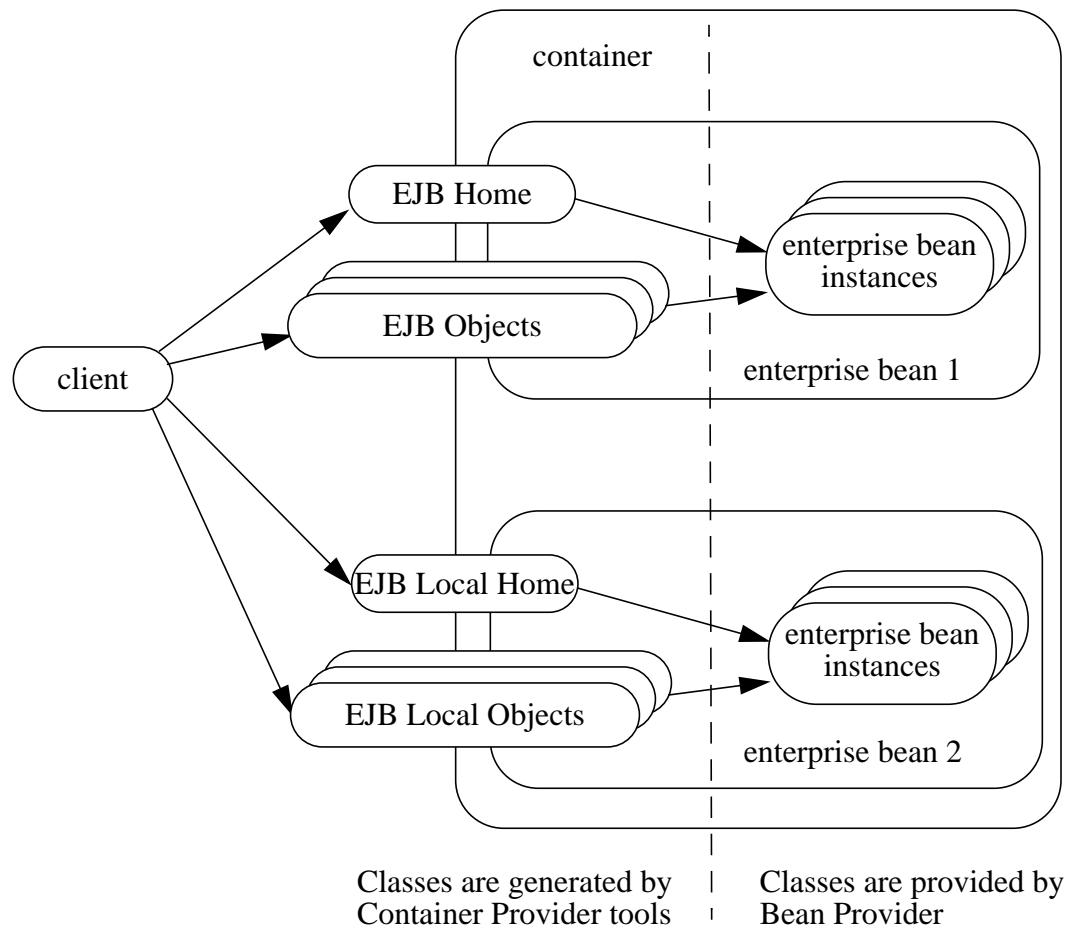 container
EJB Home
enterprise bean
instances
EJB Objects
enterprise bean 1
client
EJB Local Home
enterprise bean
instances
EJB Local Objects
enterprise bean 2
Classes are generated by
Container Provider tools
Classes are provided by
Bean Provider